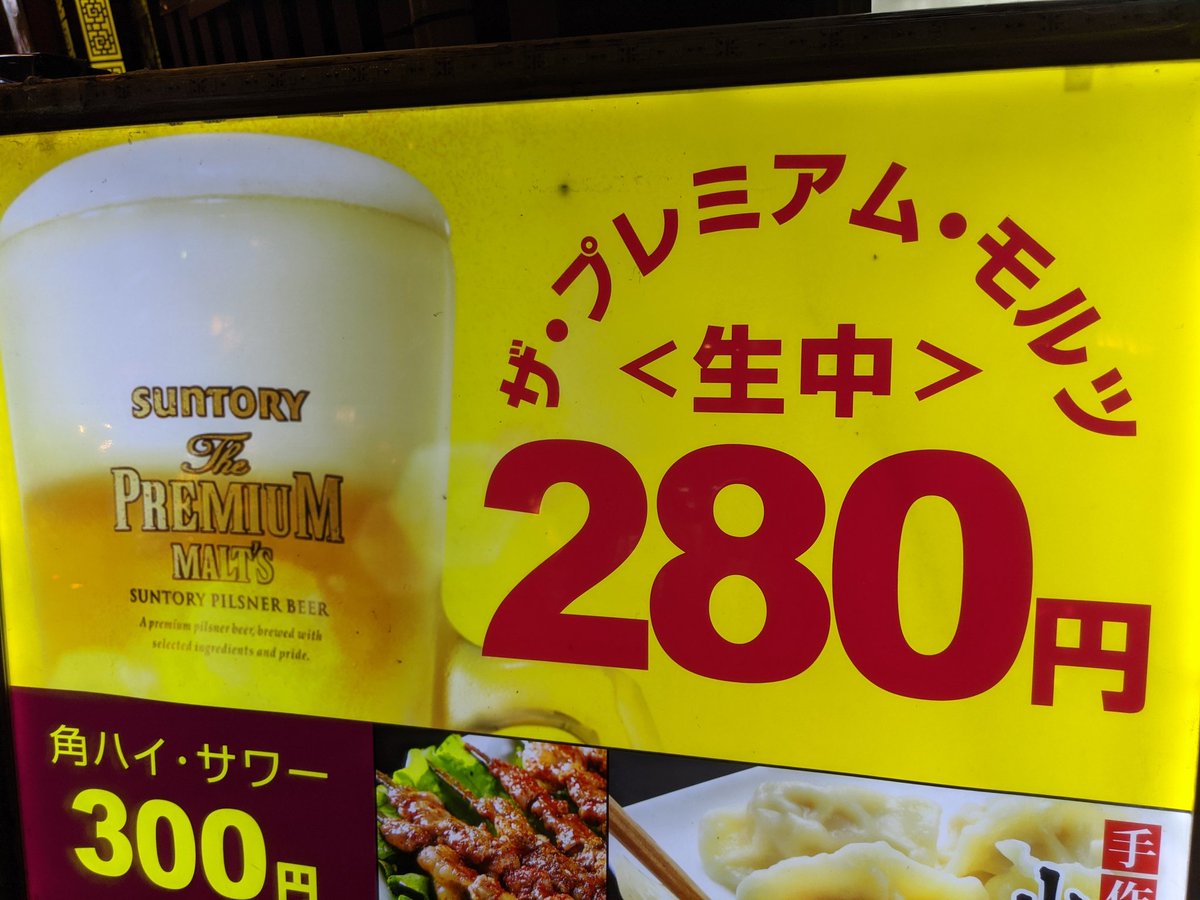 ザ・プレミアム・モルツ
<生中>
280円
SUNTORY
The
PREMIUM
MALT'S
SUNTORY PILSNER BEER
A premium pilsner beer, brewed with
selected ingredients and pride.
角ハイ・サワー
300円
手作